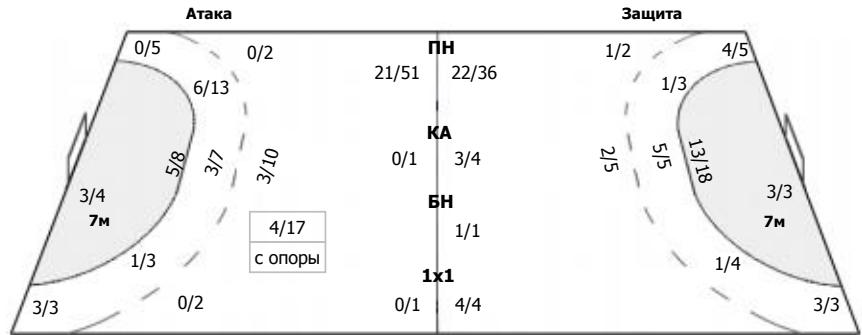 Атака Защита
0/5 0/2 ПН 1/2 4/5
21/51 22/36
6/13 1/3
КА
5/8 3/7 3/10 0/1 3/4 2/5 5/5 13/18
3/4 3/3
7м 7м
БН
4/17 1/1
с опоры
1/3 1/4
1x1
3/3 0/2 0/1 4/4 3/3